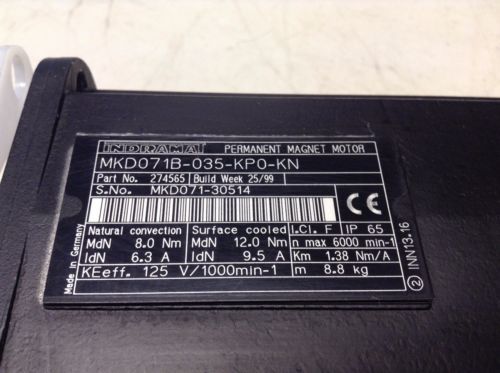 INDRAMAT PERMANENT MAGNET MOTOR
MKD071B-035-KP0-KN
Part No. 274565 Build Week 25/99
S.No. MKD071-30514
CE
Natural convection Surface cooled I.Cl. F IP 65
MdN 8.0 Nm MdN 12.0 Nm n max 6000 min-1
IdN 6.3 A IdN 9.5 A Km 1.38 Nm/A
KEeff. 125 V/1000min-1 m 8.8 kg
Made in Germany
2 INN13.16